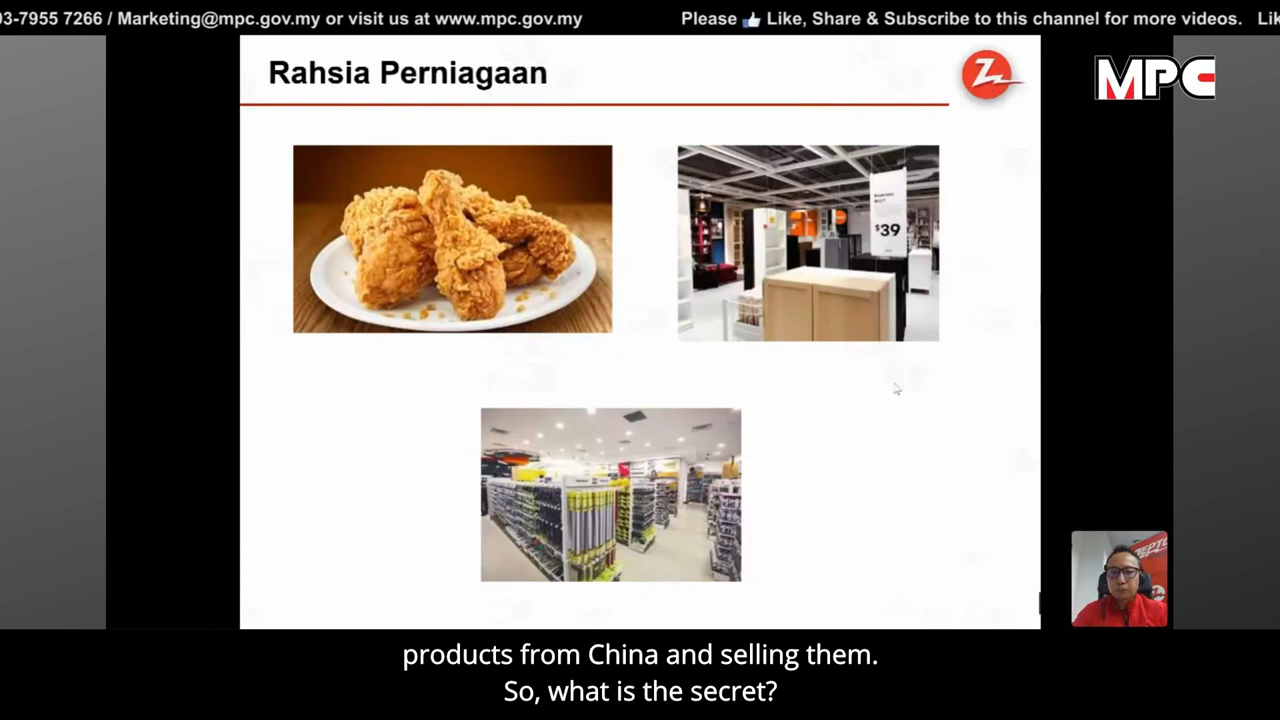 03-7955 7266 / Marketing@mpc.gov.my or visit us at www.mpc.gov.my
Please 👍 Like, Share & Subscribe to this channel for more videos. Lik
Rahsia Perniagaan
Z
MPC
$39
ZEPTO
products from China and selling them.
So, what is the secret?